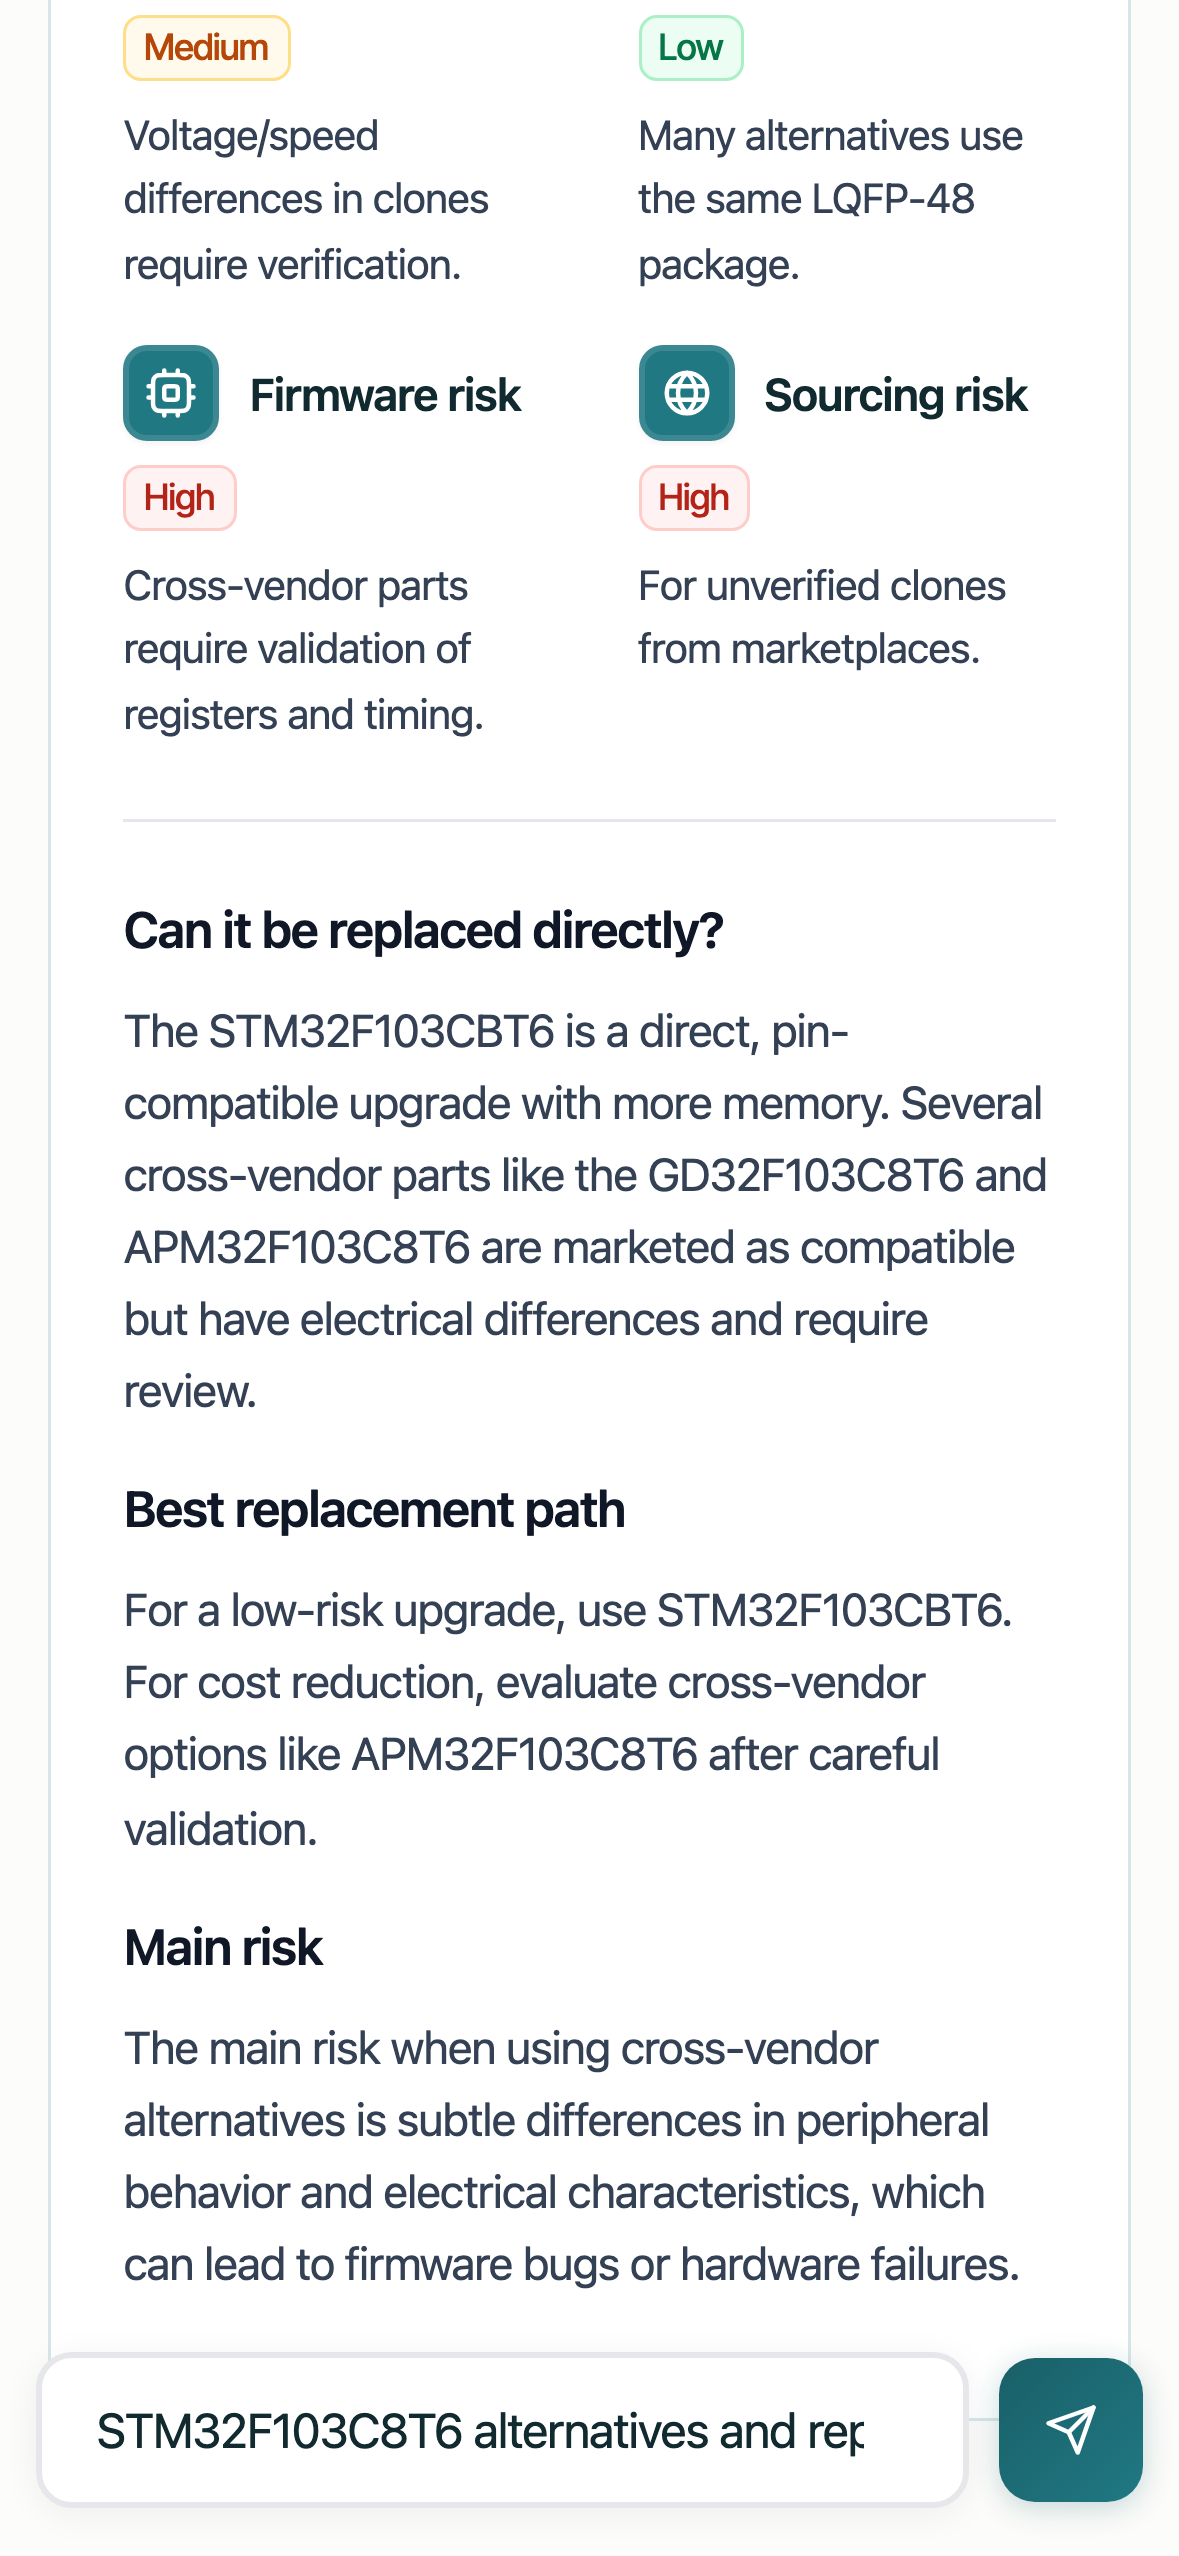 Medium
Voltage/speed
differences in clones
require verification.
Low
Many alternatives use
the same LQFP-48
package.
Firmware risk
High
Cross-vendor parts
require validation of
registers and timing.
Sourcing risk
High
For unverified clones
from marketplaces.
Can it be replaced directly?
The STM32F103CBT6 is a direct, pin-
compatible upgrade with more memory. Several
cross-vendor parts like the GD32F103C8T6 and
APM32F103C8T6 are marketed as compatible
but have electrical differences and require
review.
Best replacement path
For a low-risk upgrade, use STM32F103CBT6.
For cost reduction, evaluate cross-vendor
options like APM32F103C8T6 after careful
validation.
Main risk
The main risk when using cross-vendor
alternatives is subtle differences in peripheral
behavior and electrical characteristics, which
can lead to firmware bugs or hardware failures.
STM32F103C8T6 alternatives and rep